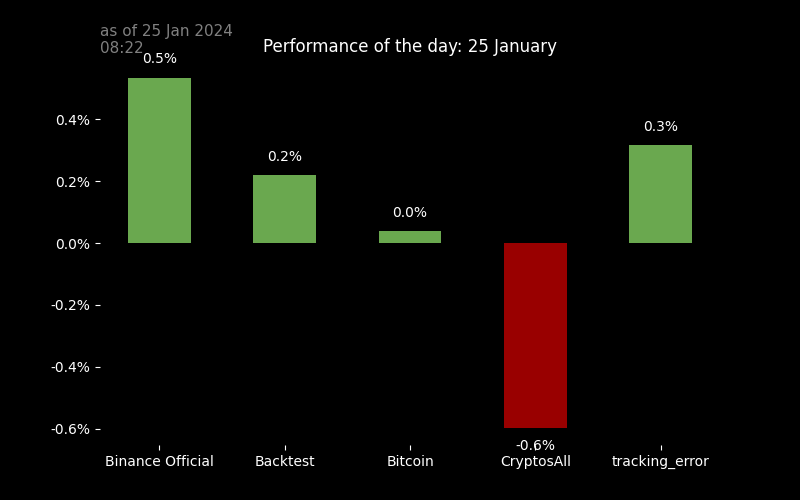 as of 25 Jan 2024
08:22
Performance of the day: 25 January
0.5%
0.2%
0.0%
-0.6%
0.3%
0.4%
0.2%
0.0%
-0.2%
-0.4%
-0.6%
Binance Official
Backtest
Bitcoin
CryptosAll
tracking_error